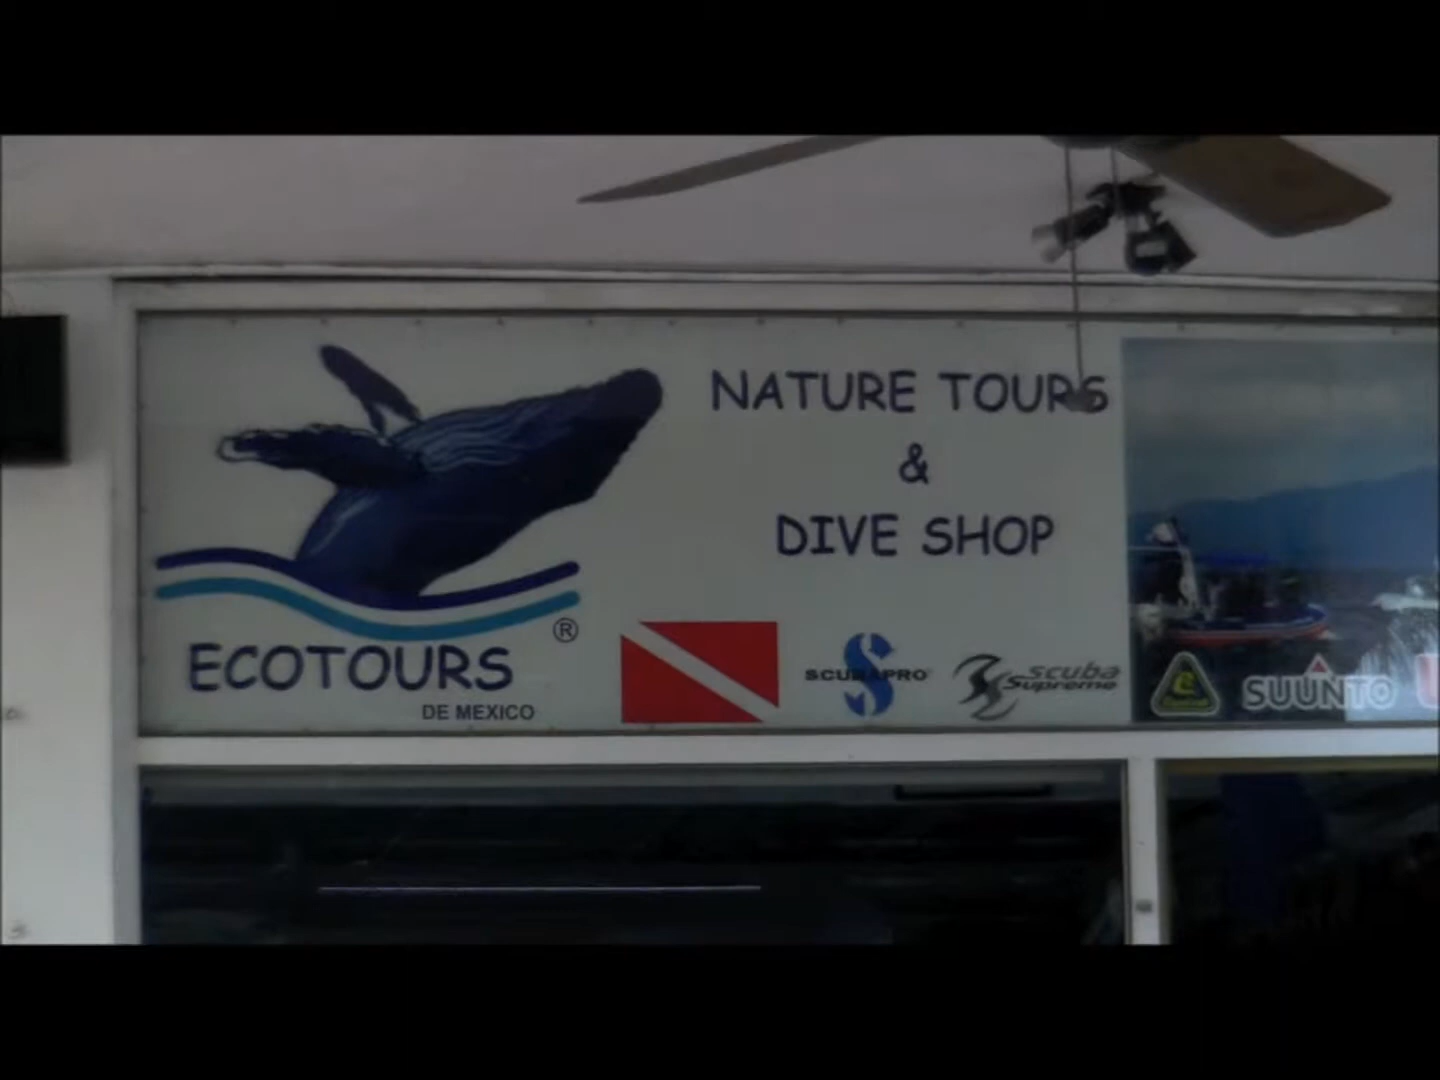 NATURE TOURS
&
DIVE SHOP
®
ECOTOURS
DE MEXICO
SCUBAPRO
scuba
Supreme
SUUNTO